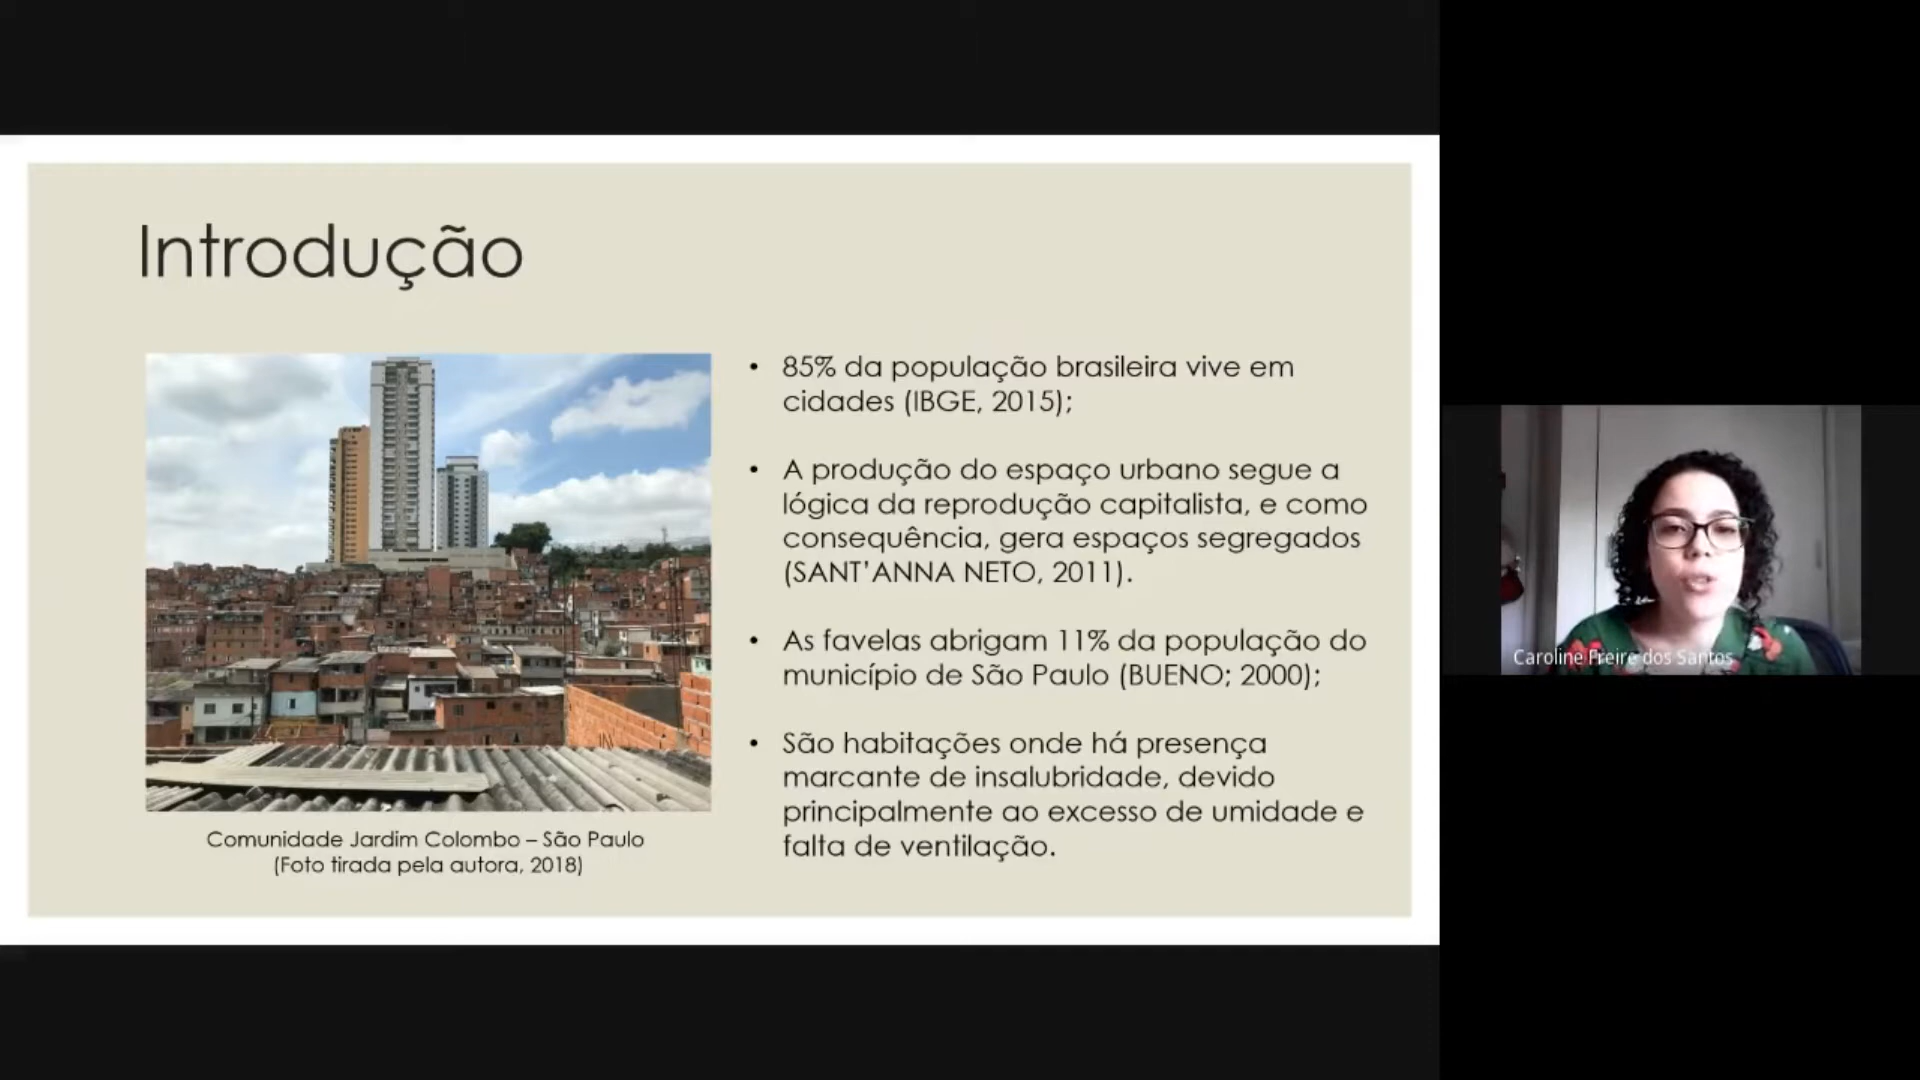 Introdução
• 85% da população brasileira vive em
cidades (IBGE, 2015);
• A produção do espaço urbano segue a
lógica da reprodução capitalista, e como
consequência, gera espaços segregados
(SANT'ANNA NETO, 2011).
• As favelas abrigam 11% da população do
município de São Paulo (BUENO; 2000);
• São habitações onde há presença
marcante de insalubridade, devido
principalmente ao excesso de umidade e
falta de ventilação.
Comunidade Jardim Colombo – São Paulo
(Foto tirada pela autora, 2018)
Caroline Freire dos Santos